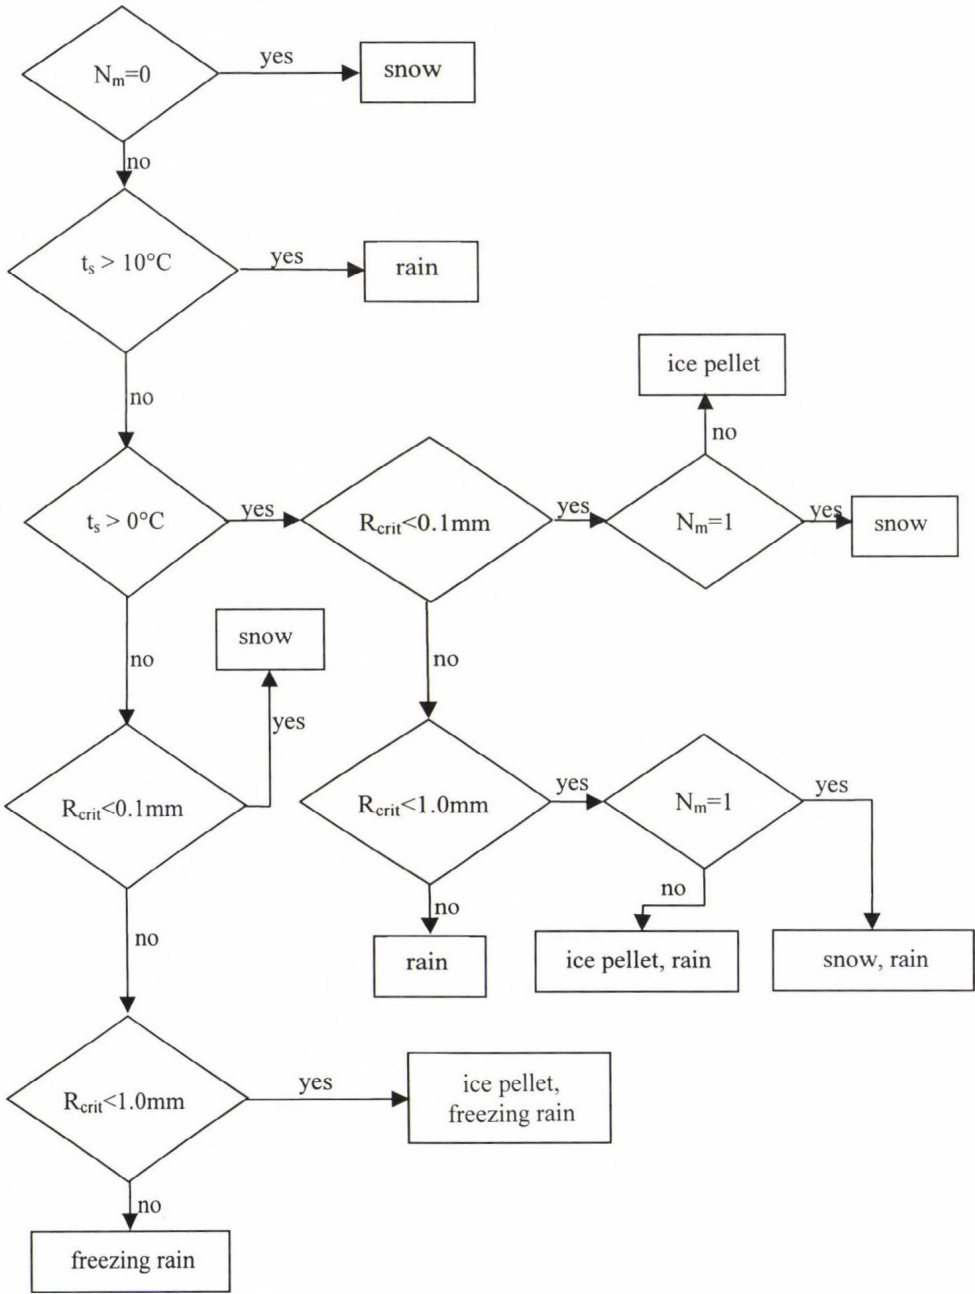 N_m=0
yes
snow
no
t_s > 10°C
yes
rain
no
ice pellet
no
t_s > 0°C
yes
R_crit<0.1mm
yes
N_m=1
yes
snow
snow
no
yes
no
R_crit<0.1mm
R_crit<1.0mm
yes
N_m=1
yes
no
no
no
rain
ice pellet, rain
snow, rain
R_crit<1.0mm
yes
ice pellet,
freezing rain
no
freezing rain